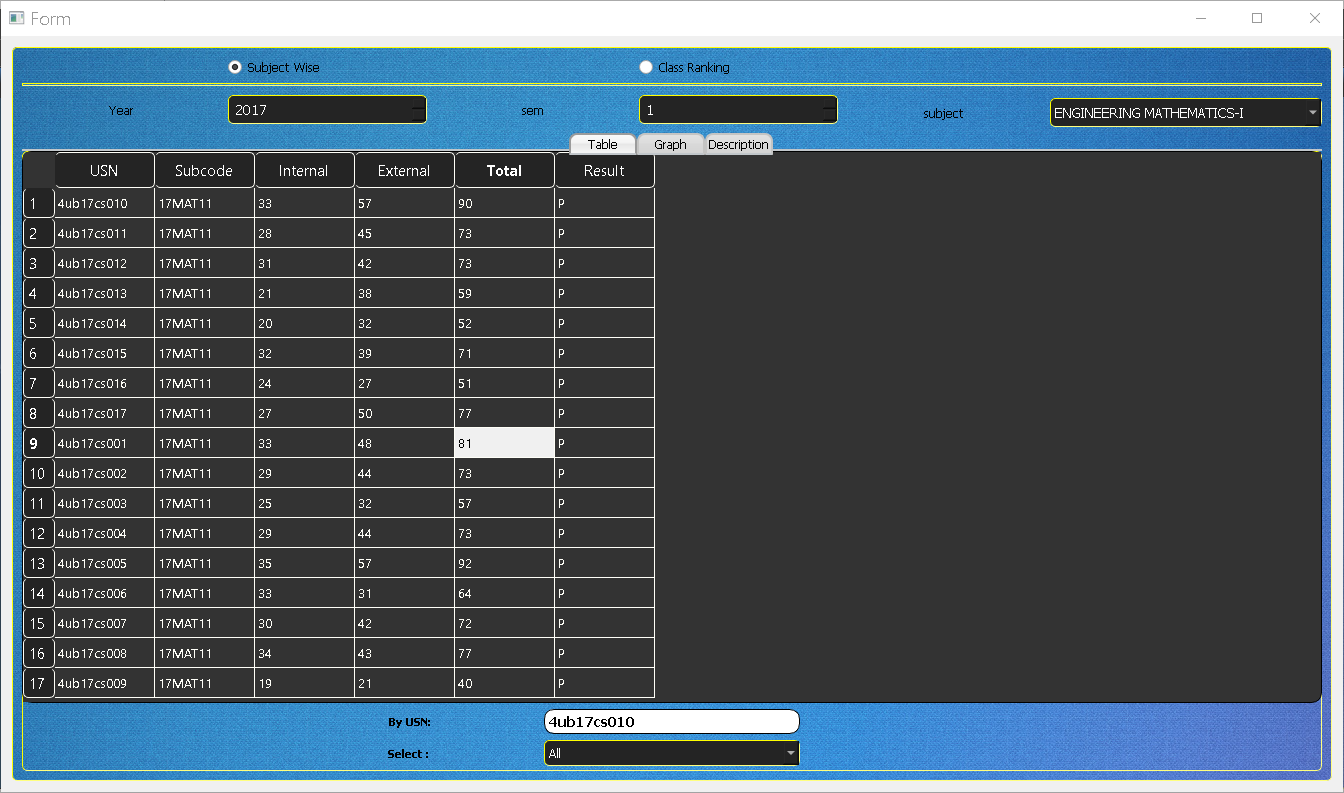 Form
Subject Wise Class Ranking
Year 2017 sem 1 subject ENGINEERING MATHEMATICS-I
Table Graph Description
USN Subcode Internal External Total Result
1 4ub17cs010 17MAT11 33 57 90 P
2 4ub17cs011 17MAT11 28 45 73 P
3 4ub17cs012 17MAT11 31 42 73 P
4 4ub17cs013 17MAT11 21 38 59 P
5 4ub17cs014 17MAT11 20 32 52 P
6 4ub17cs015 17MAT11 32 39 71 P
7 4ub17cs016 17MAT11 24 27 51 P
8 4ub17cs017 17MAT11 27 50 77 P
9 4ub17cs001 17MAT11 33 48 81 P
10 4ub17cs002 17MAT11 29 44 73 P
11 4ub17cs003 17MAT11 25 32 57 P
12 4ub17cs004 17MAT11 29 44 73 P
13 4ub17cs005 17MAT11 35 57 92 P
14 4ub17cs006 17MAT11 33 31 64 P
15 4ub17cs007 17MAT11 30 42 72 P
16 4ub17cs008 17MAT11 34 43 77 P
17 4ub17cs009 17MAT11 19 21 40 P
By USN: 4ub17cs010
Select : All